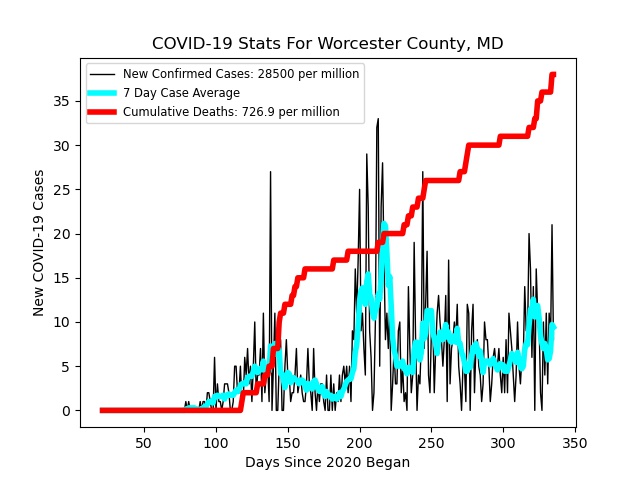 COVID-19 Stats For Worcester County, MD
New Confirmed Cases: 28500 per million
7 Day Case Average
Cumulative Deaths: 726.9 per million
New COVID-19 Cases
35
30
25
20
15
10
5
0
50 100 150 200 250 300 350
Days Since 2020 Began